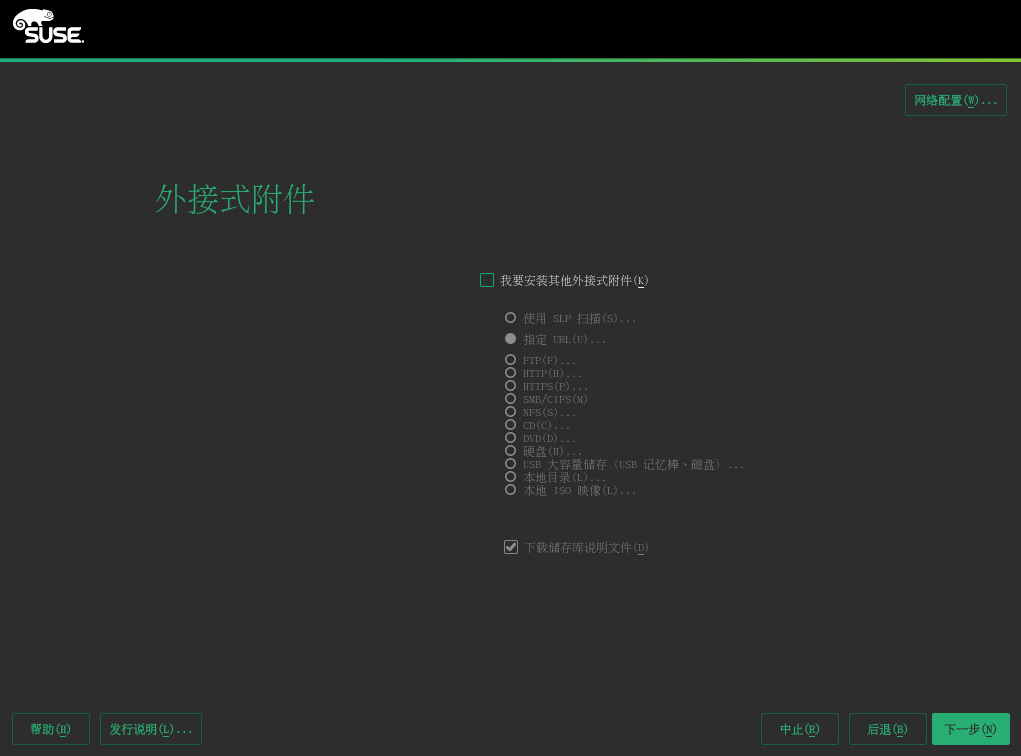 SUSE
网络配置(W)...
外接式附件
我要安装其他外接式附件(K)
使用 SLP 扫描(S)...
指定 URL(U)...
FTP(F)...
HTTP(H)...
HTTPS(P)...
SMB/CIFS(M)
NFS(S)...
CD(C)...
DVD(D)...
硬盘(H)...
USB 大容量储存（USB 记忆棒、磁盘）...
本地目录(L)...
本地 ISO 映像(L)...
下载储存库说明文件(D)
帮助(H) 发行说明(L)... 中止(R) 后退(B) 下一步(N)